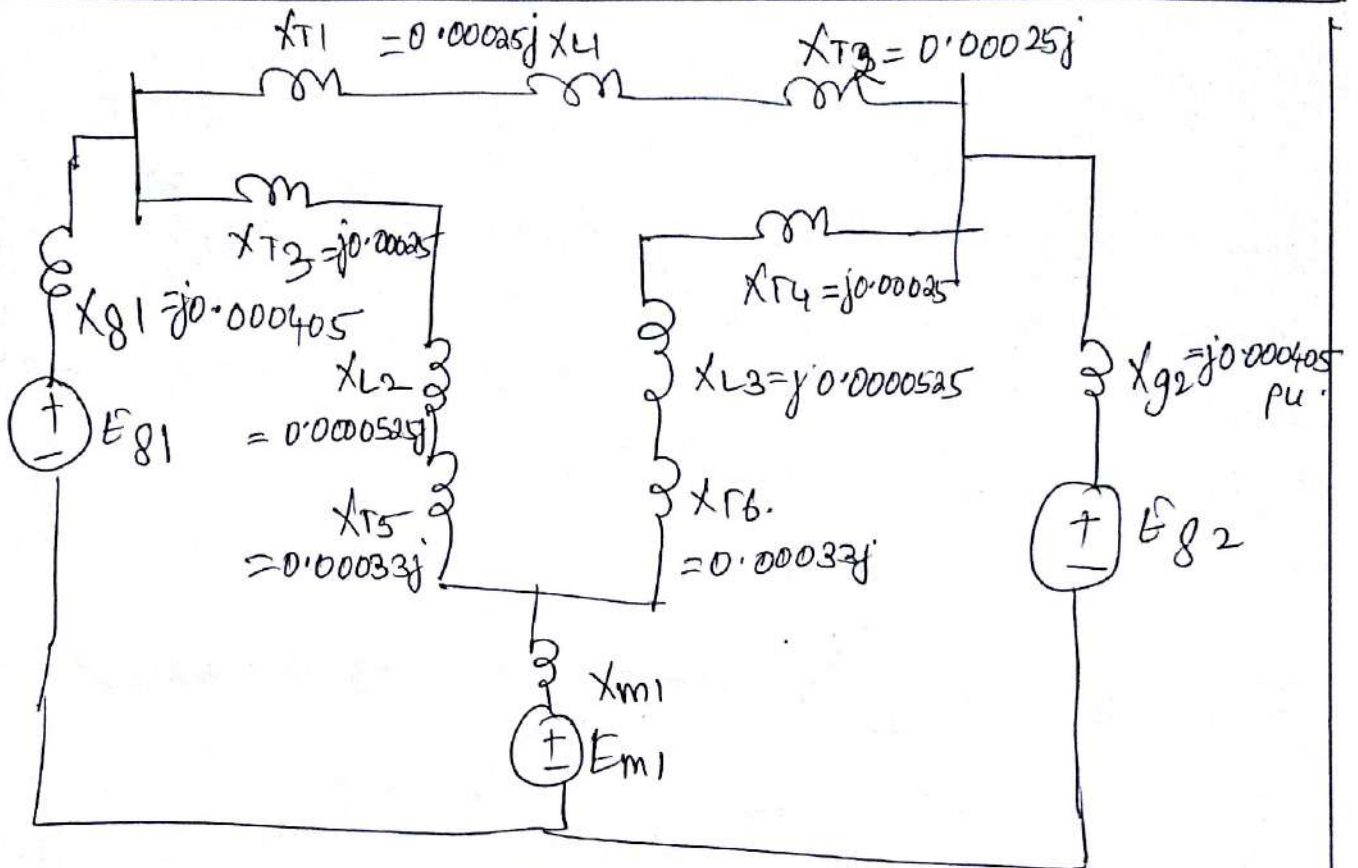 XT1 = 0.00025j XL1
XT3 = 0.00025j
XT3 = j0.00025
XT4 = j0.00025
Xg1 = j0.000405
XL2
= 0.0000525j
XL3 = j0.0000525
Xg2 = j0.000405
pu.
Eg1
XT5
= 0.00033j
XT6.
= 0.00033j
Eg2
Xm1
Em1